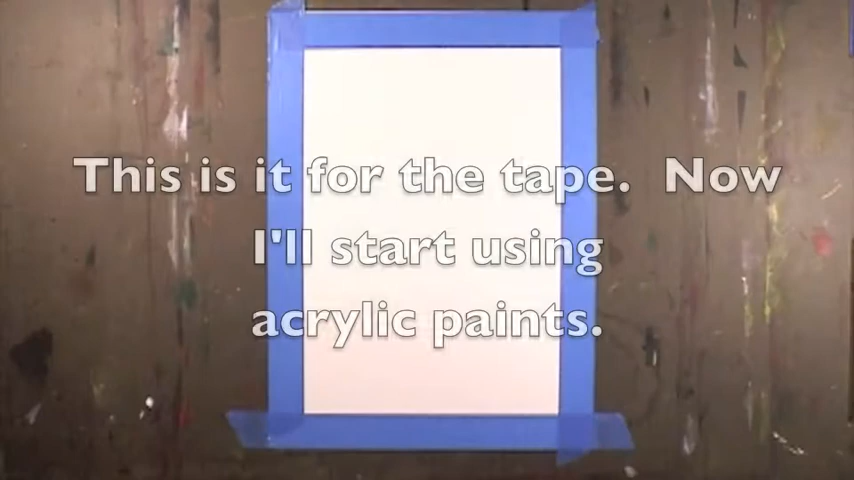 This is it for the tape.  Now
I'll start using
acrylic paints.